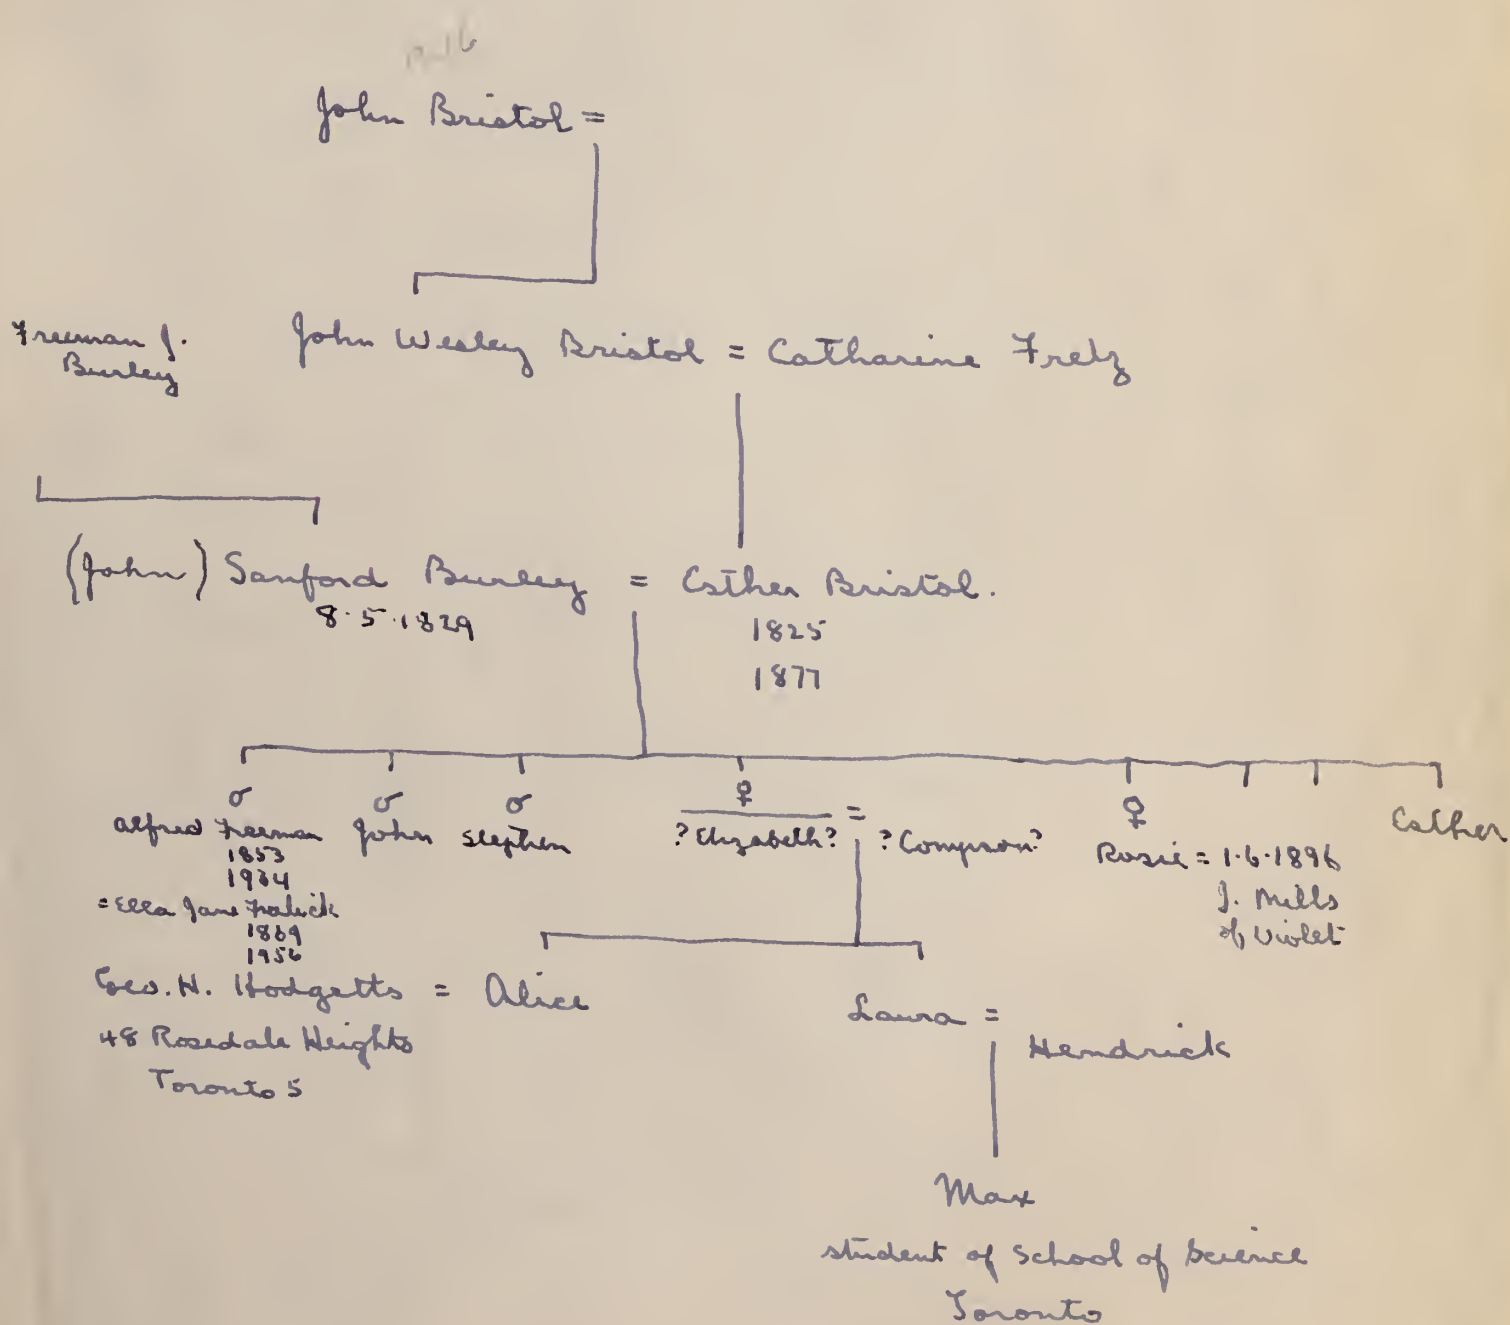 John Bristol =
Freeman J.
Burley
John Wesley Bristol = Catharine Fretz
(John) Sanford Burley = Esther Bristol.
8.5.1829
1825
1877
♂ ♂ ♂ ♀ ♀
Alfred Freeman John Stephen ?Elizabeth? = ?Compson? Rosie = 1.6.1896 Esther
1853
1934
J. Mills
of Violet
= Ella Jane Fralick
1869
1956
Geo. H. Hodgetts = Alice
48 Rosedale Heights
Toronto 5
Laura =
Hendrick
Max
student of School of Science
Toronto